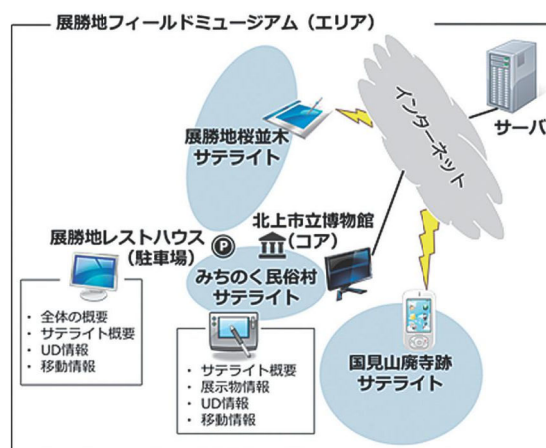 展勝地フィールドミュージアム（エリア）
インターネット
サーバ
展勝地桜並木
サテライト
北上市立博物館
（コア）
展勝地レストハウス
（駐車場）
P
みちのく民俗村
サテライト
・ 全体の概要
・ サテライト概要
・ UD情報
・ 移動情報
・ サテライト概要
・ 展示物情報
・ UD情報
・ 移動情報
国見山廃寺跡
サテライト